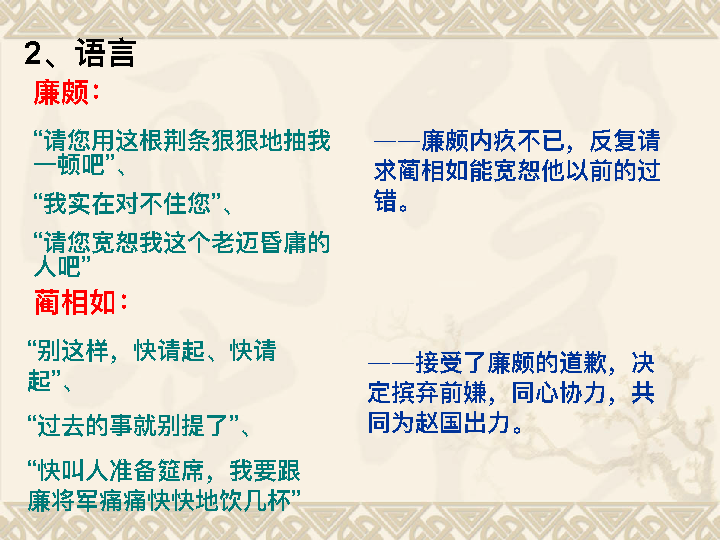 2、语言
廉颇：
“请您用这根荆条狠狠地抽我
一顿吧”、
“我实在对不住您”、
“请您宽恕我这个老迈昏庸的
人吧”
——廉颇内疚不已，反复请
求蔺相如能宽恕他以前的过
错。
蔺相如：
“别这样，快请起、快请
起”、
“过去的事就别提了”、
“快叫人准备筵席，我要跟
廉将军痛痛快快地饮几杯”
——接受了廉颇的道歉，决
定摈弃前嫌，同心协力，共
同为赵国出力。